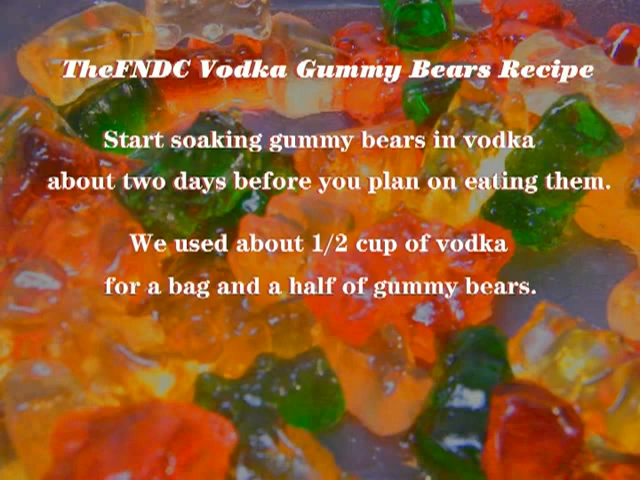 TheFNDC Vodka Gummy Bears Recipe
Start soaking gummy bears in vodka
about two days before you plan on eating them.
We used about 1/2 cup of vodka
for a bag and a half of gummy bears.